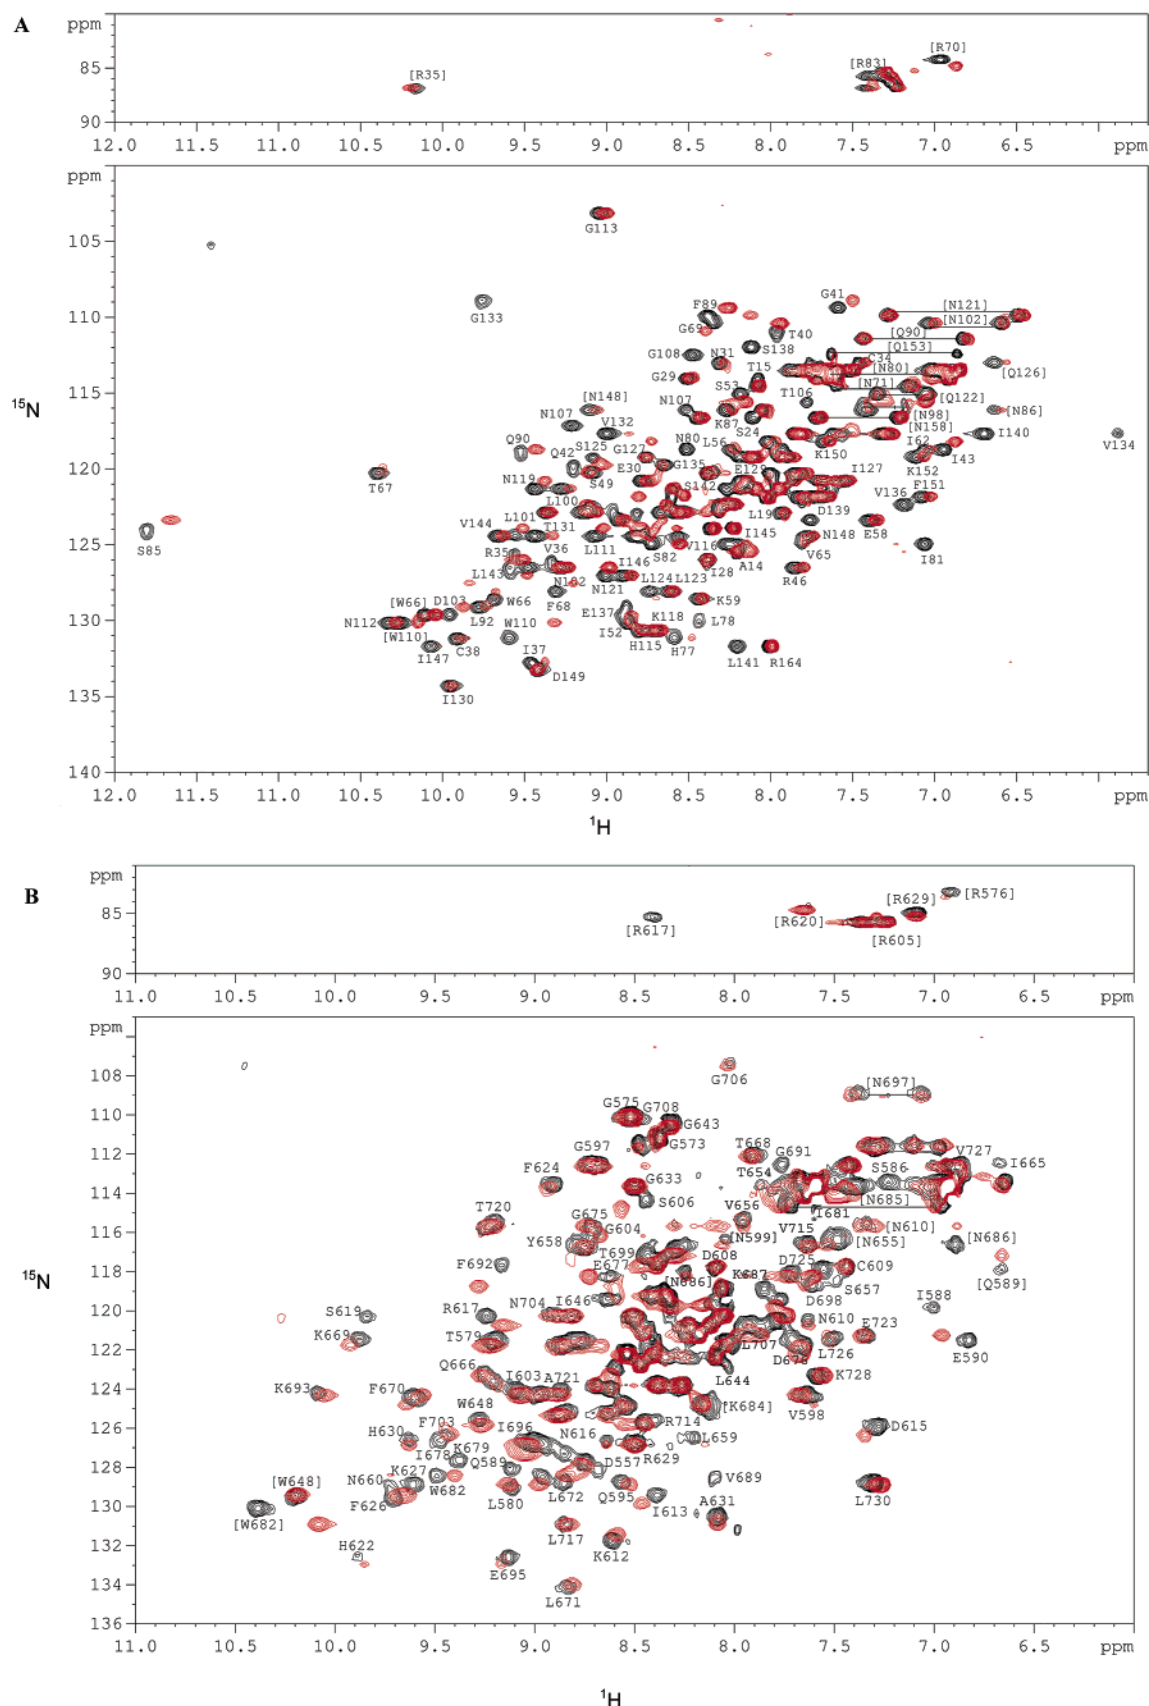 A
ppm
[R70]
[R83]
[R35]
85
90
12.0 11.5 11.0 10.5 10.0 9.5 9.0 8.5 8.0 7.5 7.0 6.5 ppm
ppm
105
G113
G133
F89
G41
[N121]
110
G69
T40
[N102]
[Q90]
S138
[Q153]
G108
N31
T15
C34
[N80]
[Q126]
G29
S53
T106
[N71]
115
15N
[N148]
[Q122]
N107
N107
K87
[N98]
[N86]
V132
S24
[N158]
Q90
S125
G127
N80
L56
K150
I62
I140
V134
Q42
E30
G135
E129
K152
I43
120
T67
N119
S49
S142
I127
F151
L100
L19
D139
V136
L101
T131
I145
N148
E58
V144
V36
L111
S82
V116
V65
I81
125
S85
R35
I146
I28
A14
L143
N102
N121
L124
L123
R46
W66
F68
K59
[W66]
D103
L92
E137
K118
L78
130
N112
[W110]
W110
I52
H115
H77
I147
C38
I37
L141
R164
D149
I130
135
140
12.0 11.5 11.0 10.5 10.0 9.5 9.0 8.5 8.0 7.5 7.0 6.5 ppm
1H
B
ppm
[R629]
[R576]
85
[R617]
[R620]
[R605]
90
11.0 10.5 10.0 9.5 9.0 8.5 8.0 7.5 7.0 6.5 ppm
ppm
108
G706
[N697]
G575
G708
110
G643
G573
T668
G691
V727
112
G597
F624
T654
S586
I665
G633
114
S606
[N685]
T720
G675
V656
I681
G604
V715
[N610]
116
Y658
[N599]
[N655]
[N686]
T699
D608
D725
C609
F692
E677
118
[N686]
K687
S657
[Q589]
D698
15N
S619
R617
N704
I646
I588
120
N610
E723
K669
T579
L707
L726
E590
D676
122
Q666
I603
A721
L644
K728
K693
F670
124
W648
[K684]
V598
F703
I696
N616
R714
D615
126
H630
I678
K679
L659
Q589
D557
R629
N660
K627
V689
128
W682
[W648]
F626
L580
L672
Q595
I613
A631
L730
130
[W682]
L717
H622
K612
132
E695
L671
134
136
11.0 10.5 10.0 9.5 9.0 8.5 8.0 7.5 7.0 6.5 ppm
1H